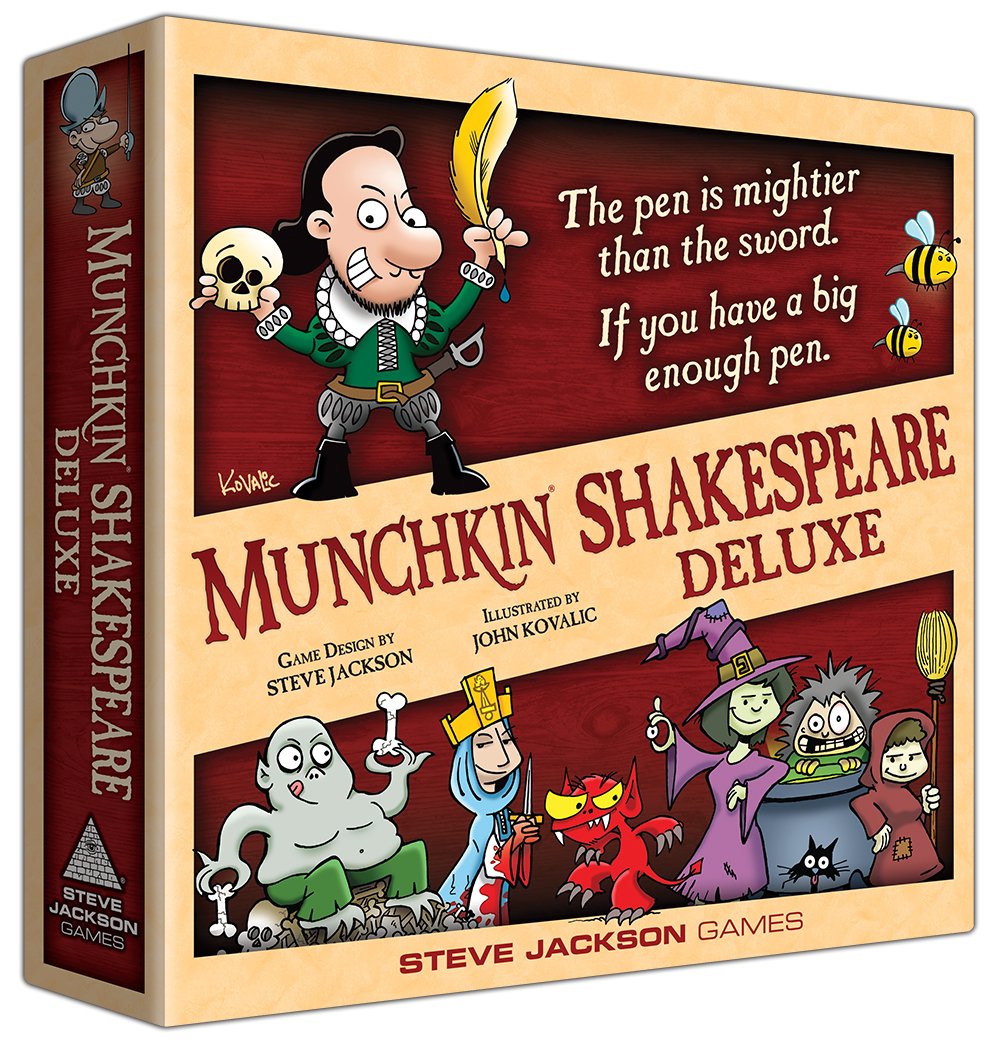 MUNCHKIN® SHAKESPEARE
DELUXE
STEVE
JACKSON
GAMES
The pen is mightier
than the sword.
If you have a big
enough pen.
KOVALIC
MUNCHKIN® SHAKESPEARE
DELUXE
GAME DESIGN BY
STEVE JACKSON
ILLUSTRATED BY
JOHN KOVALIC
STEVE JACKSON GAMES